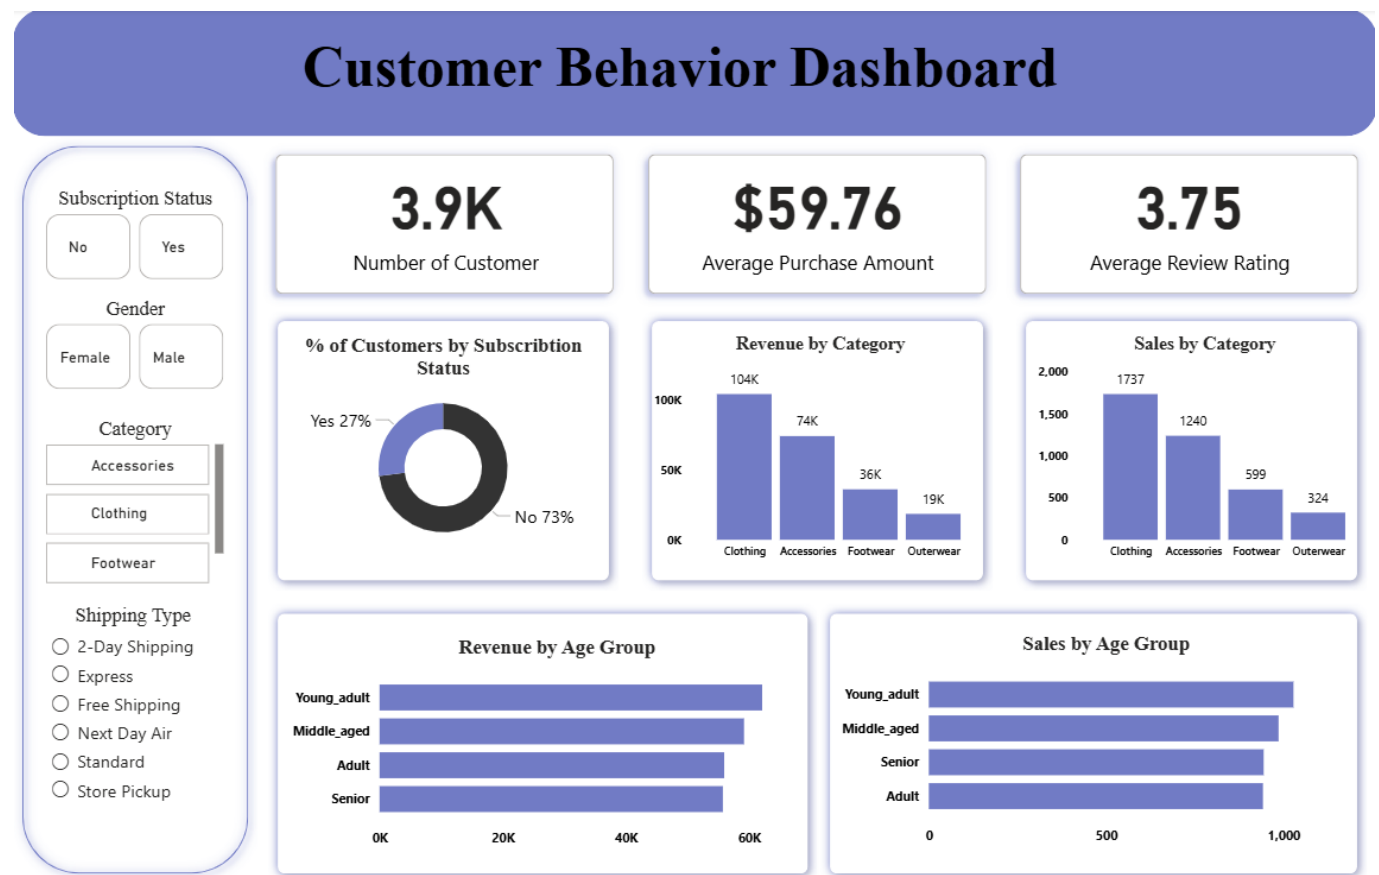 Customer Behavior Dashboard
Subscription Status
No
Yes
Gender
Female
Male
Category
Accessories
Clothing
Footwear
Shipping Type
2-Day Shipping
Express
Free Shipping
Next Day Air
Standard
Store Pickup
3.9K
Number of Customer
$59.76
Average Purchase Amount
3.75
Average Review Rating
% of Customers by Subscribtion
Status
Yes 27%
No 73%
Revenue by Category
100K
50K
0K
104K
74K
36K
19K
Clothing
Accessories
Footwear
Outerwear
Sales by Category
2,000
1,500
1,000
500
0
1737
1240
599
324
Clothing
Accessories
Footwear
Outerwear
Revenue by Age Group
Young_adult
Middle_aged
Adult
Senior
0K
20K
40K
60K
Sales by Age Group
Young_adult
Middle_aged
Senior
Adult
0
500
1,000